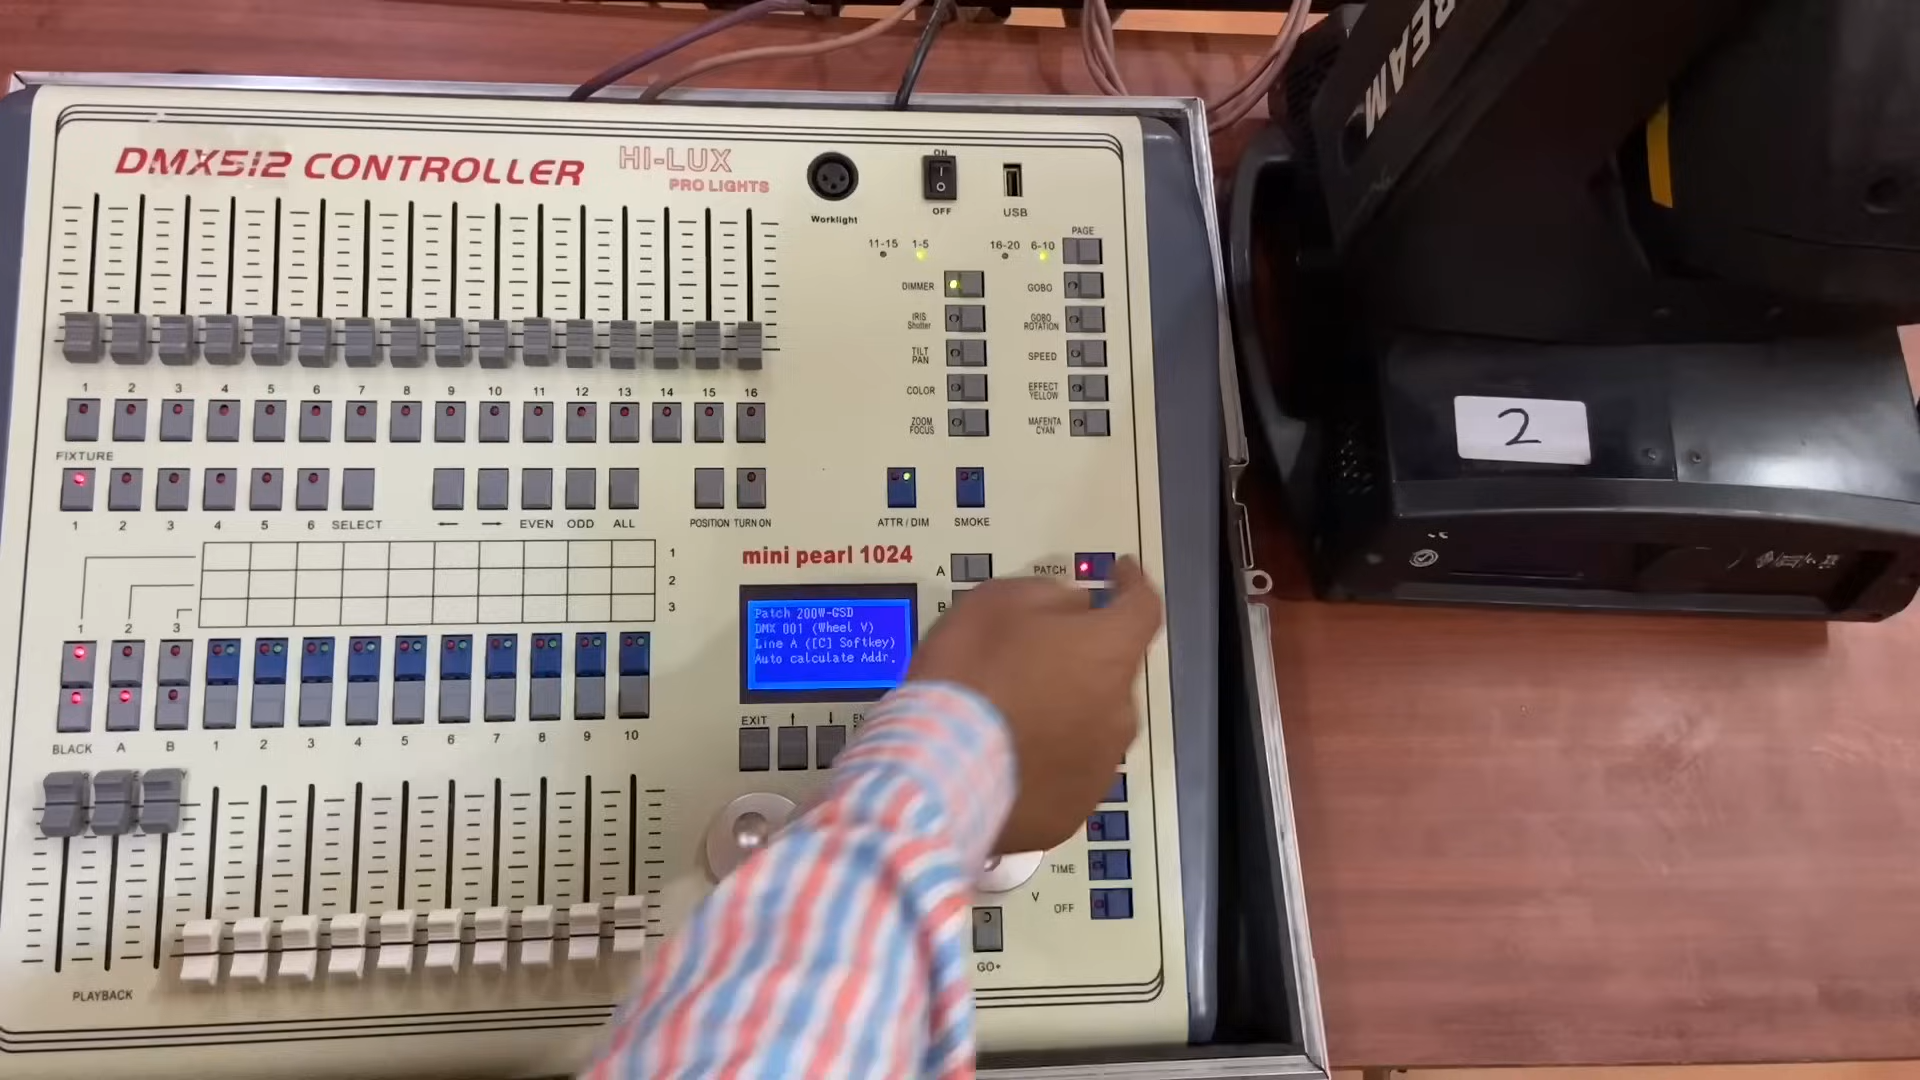 BEAM
DMX512 CONTROLLER
HI-LUX
PRO LIGHTS
Worklight
ON
OFF
USB
PAGE
11-15 1-5 16-20 6-10
DIMMER
GOBO
IRIS
Shutter
GOBO
ROTATION
TILT
PAN
SPEED
COLOR
EFFECT
YELLOW
ZOOM
FOCUS
MAFENTA
CYAN
1 2 3 4 5 6 7 8 9 10 11 12 13 14 15 16
2
FIXTURE
1 2 3 4 5 6 SELECT ← → EVEN ODD ALL POSITION TURN ON
ATTR / DIM SMOKE
mini pearl 1024
A
PATCH
B
1
2
3
1 2 3
Patch 200W-GSD
DMX 001 (Wheel V)
Line A ([C] Softkey)
Auto calculate Addr.
EXIT ↑ ↓
BLACK A B 1 2 3 4 5 6 7 8 9 10
TIME
V
OFF
GO+
PLAYBACK